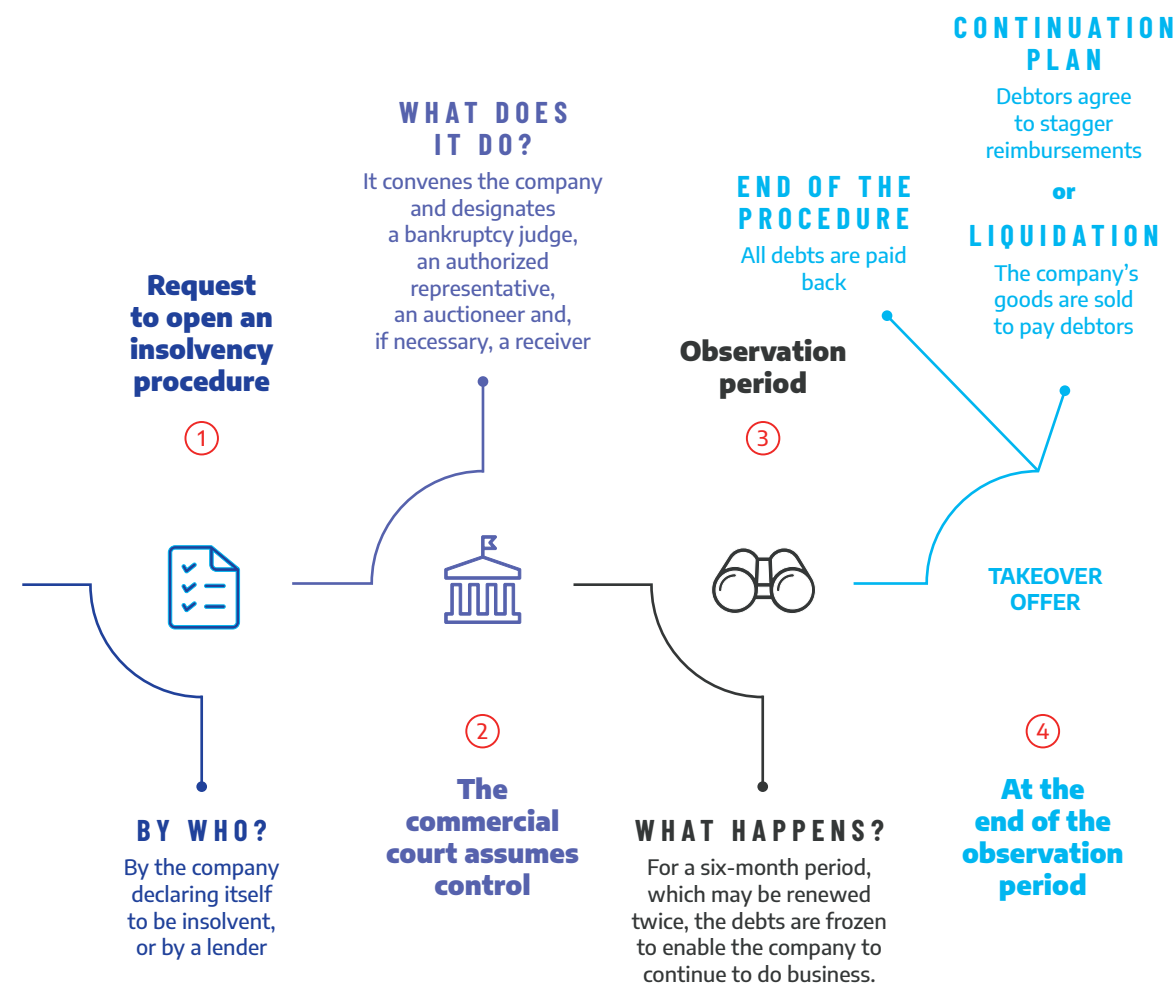 Request
to open an
insolvency
procedure
1
BY WHO?
By the company
declaring itself
to be insolvent,
or by a lender
WHAT DOES
IT DO?
It convenes the company
and designates
a bankruptcy judge,
an authorized
representative,
an auctioneer and,
if necessary, a receiver
2
The
commercial
court assumes
control
Observation
period
3
WHAT HAPPENS?
For a six-month period,
which may be renewed
twice, the debts are frozen
to enable the company to
continue to do business.
END OF THE
PROCEDURE
All debts are paid
back
CONTINUATION
PLAN
Debtors agree
to stagger
reimbursements
or
LIQUIDATION
The company’s
goods are sold
to pay debtors
TAKEOVER
OFFER
4
At the
end of the
observation
period